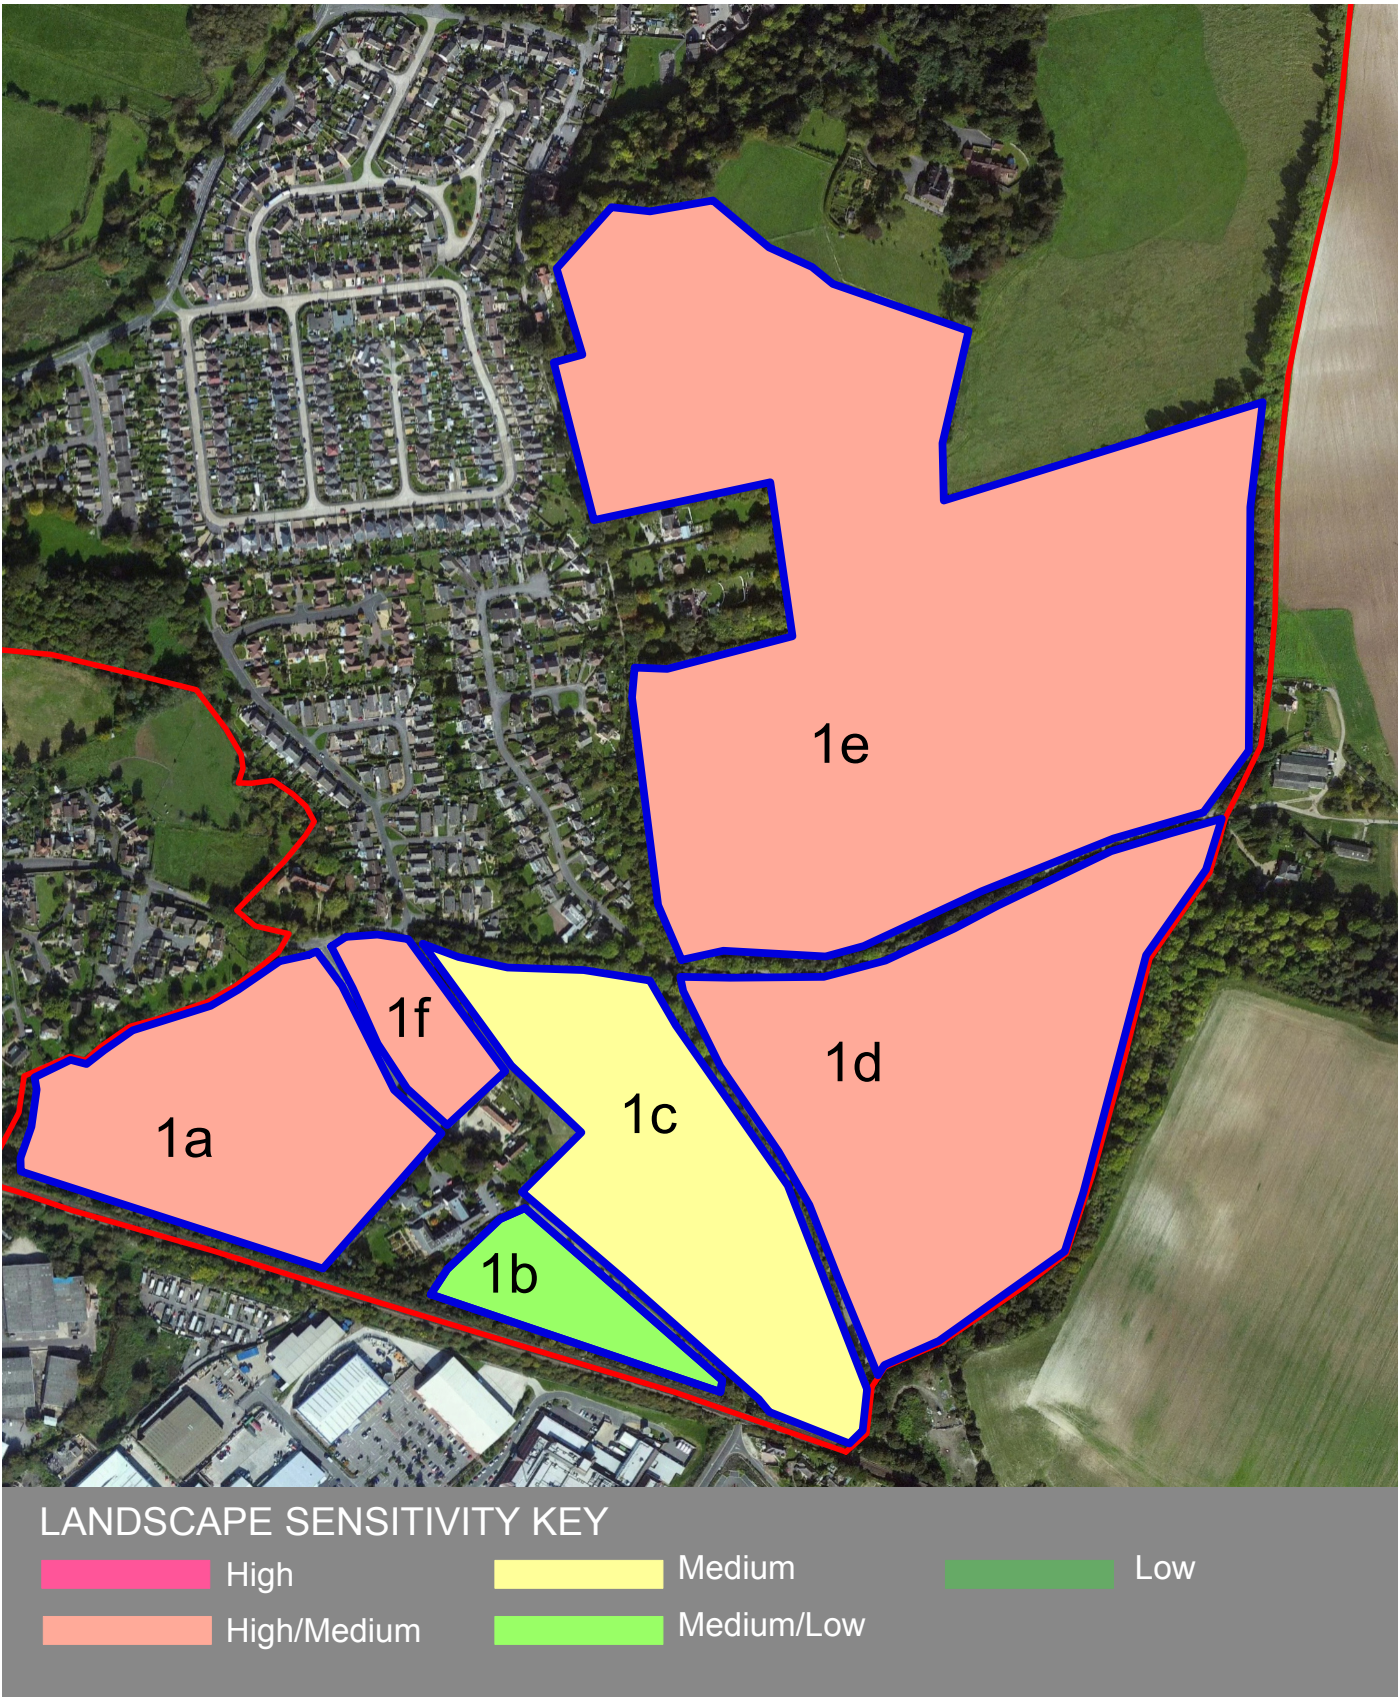 1e
1f
1d
1c
1a
1b
LANDSCAPE SENSITIVITY KEY
High
Medium
Low
High/Medium
Medium/Low